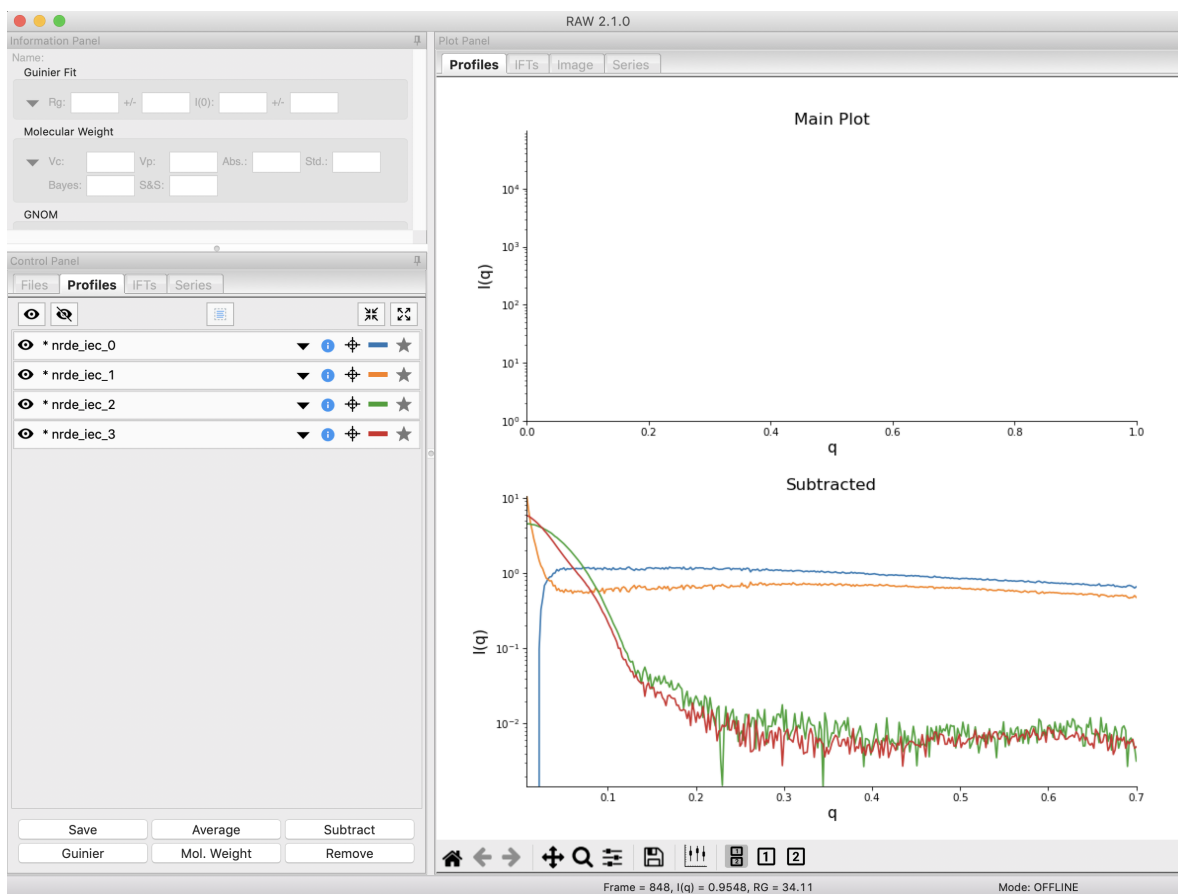 RAW 2.1.0
Information Panel
Name:
Guinier Fit
Rg: +/- I(0): +/-
Molecular Weight
Vc: Vp: Abs.: Std.:
Bayes: S&S:
GNOM
Control Panel
Files Profiles IFTs Series
* nrde_iec_0
* nrde_iec_1
* nrde_iec_2
* nrde_iec_3
Save Average Subtract
Guinier Mol. Weight Remove
Plot Panel
Profiles IFTs Image Series
Main Plot
I(q)
10⁴
10³
10²
10¹
10⁰
0.0 0.2 0.4 0.6 0.8 1.0
q
Subtracted
I(q)
10¹
10⁰
10⁻¹
10⁻²
0.1 0.2 0.3 0.4 0.5 0.6 0.7
q
1 2 1 2
Frame = 848, I(q) = 0.9548, RG = 34.11 Mode: OFFLINE